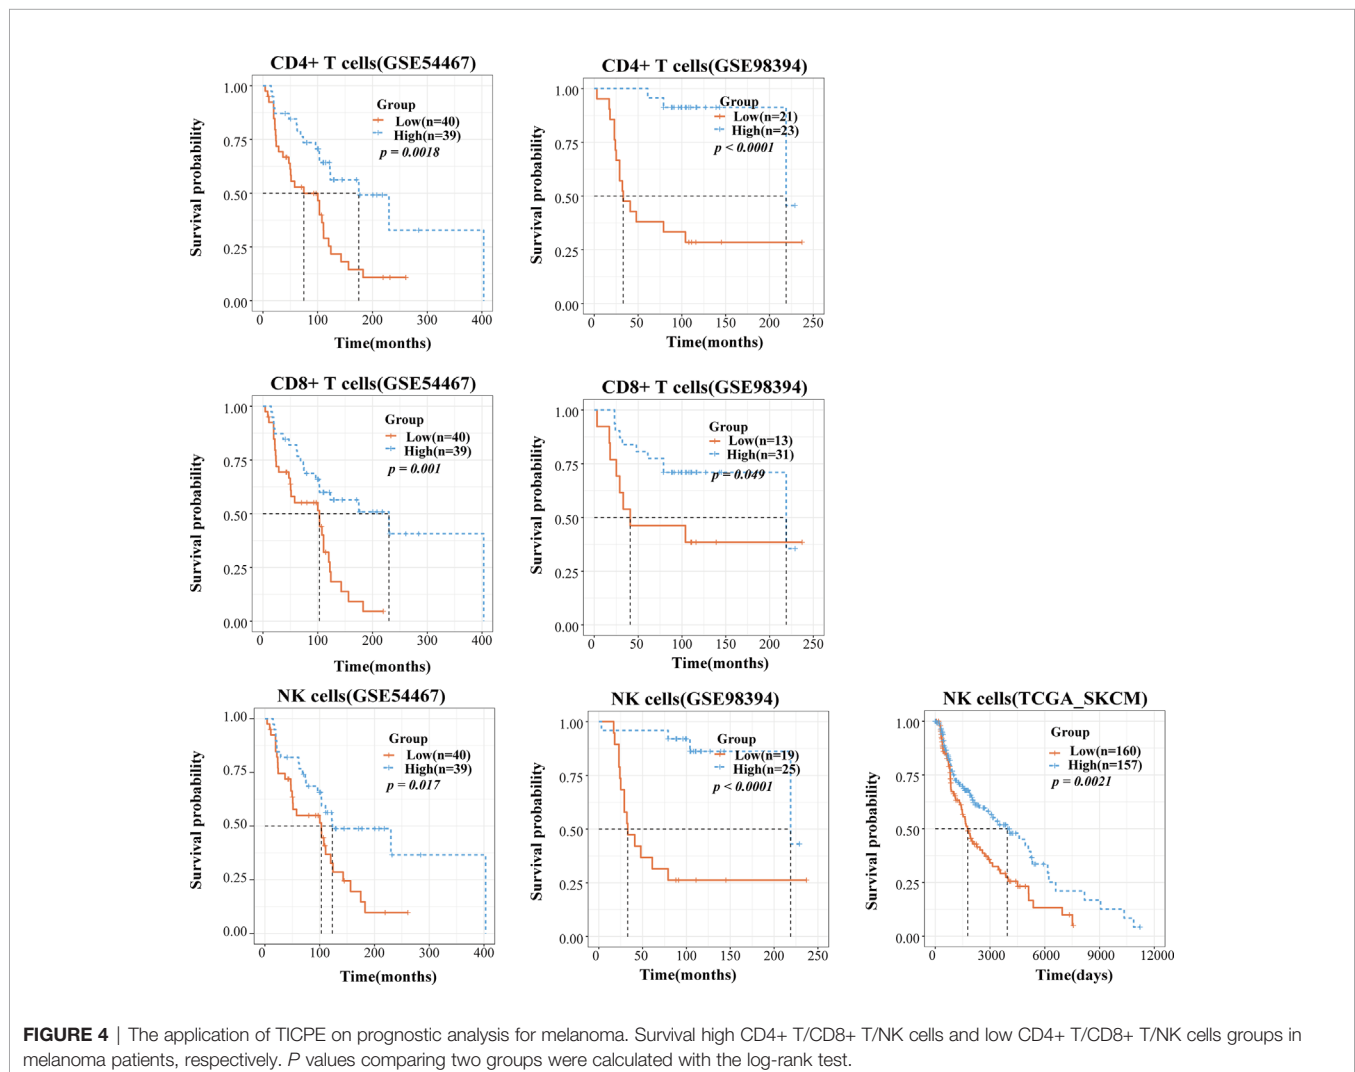 CD4+ T cells(GSE54467)
Survival probability
1.00
0.75
0.50
0.25
0.00
Group
Low(n=40)
High(n=39)
p = 0.0018
0 100 200 300 400
Time(months)
CD4+ T cells(GSE98394)
Survival probability
1.00
0.75
0.50
0.25
0.00
Group
Low(n=21)
High(n=23)
p < 0.0001
0 50 100 150 200 250
Time(months)
CD8+ T cells(GSE54467)
Survival probability
1.00
0.75
0.50
0.25
0.00
Group
Low(n=40)
High(n=39)
p = 0.001
0 100 200 300 400
Time(months)
CD8+ T cells(GSE98394)
Survival probability
1.00
0.75
0.50
0.25
0.00
Group
Low(n=13)
High(n=31)
p = 0.049
0 50 100 150 200 250
Time(months)
NK cells(GSE54467)
Survival probability
1.00
0.75
0.50
0.25
0.00
Group
Low(n=40)
High(n=39)
p = 0.017
0 100 200 300 400
Time(months)
NK cells(GSE98394)
Survival probability
1.00
0.75
0.50
0.25
0.00
Group
Low(n=19)
High(n=25)
p < 0.0001
0 50 100 150 200 250
Time(months)
NK cells(TCGA_SKCM)
Survival probability
1.00
0.75
0.50
0.25
0.00
Group
Low(n=160)
High(n=157)
p = 0.0021
0 3000 6000 9000 12000
Time(days)
FIGURE 4 | The application of TICPE on prognostic analysis for melanoma. Survival high CD4+ T/CD8+ T/NK cells and low CD4+ T/CD8+ T/NK cells groups in
melanoma patients, respectively. P values comparing two groups were calculated with the log-rank test.